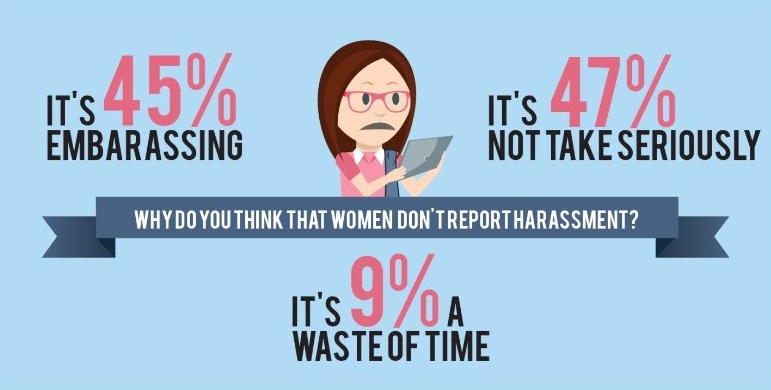 IT'S 45%
EMBARASSING
IT'S 47%
NOT TAKE SERIOUSLY
WHY DO YOU THINK THAT WOMEN DON'T REPORT HARASSMENT?
IT'S 9% A
WASTE OF TIME